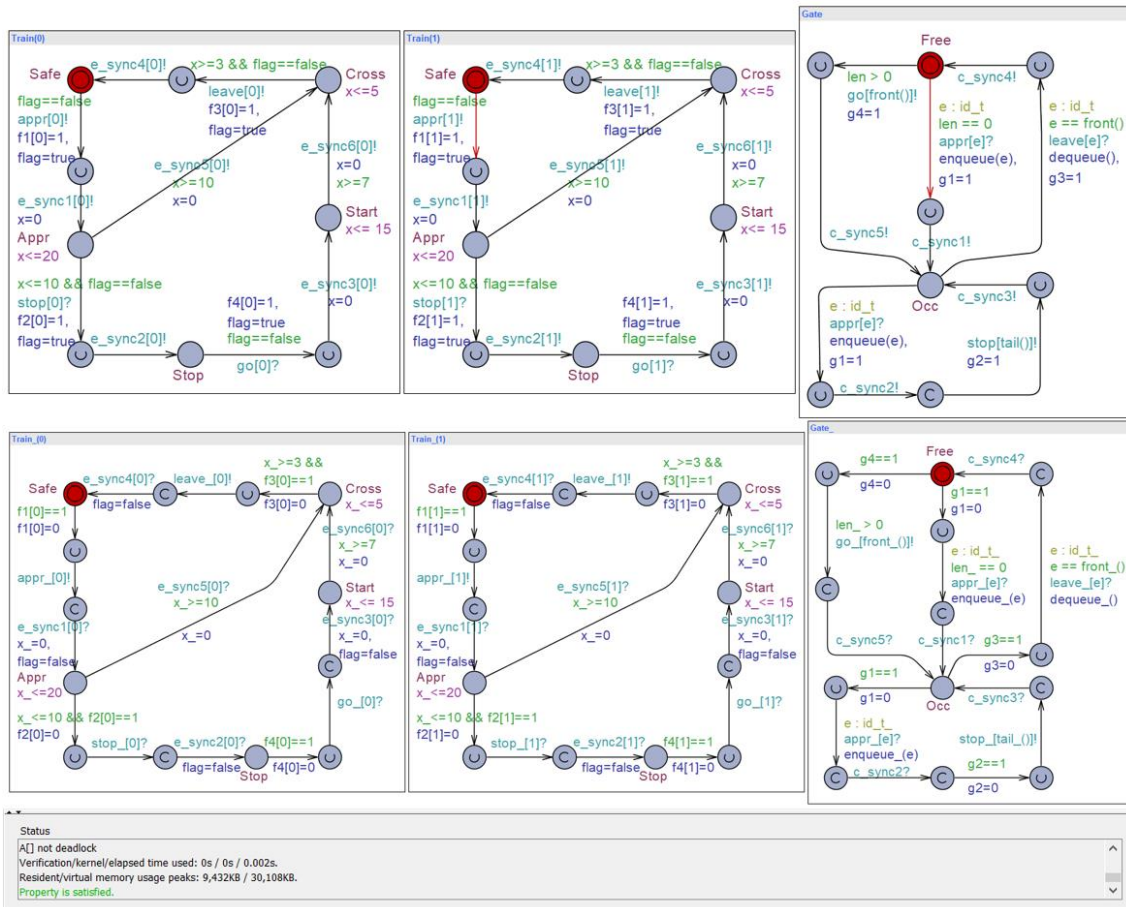 Train(0)
Safe
e_sync4[0]!
x>=3 && flag==false
Cross
x<=5
leave[0]!
f3[0]=1,
flag=true
flag==false
appr[0]!
f1[0]=1,
flag=true
e_sync5[0]!
x>=10
x=0
e_sync6[0]!
x=0
x>=7
e_sync1[0]!
x=0
Appr
x<=20
Start
x<= 15
x<=10 && flag==false
stop[0]?
f2[0]=1,
flag=true
e_sync2[0]!
Stop
f4[0]=1,
flag=true
flag==false
go[0]?
e_sync3[0]!
x=0
Train(1)
Safe
e_sync4[1]!
x>=3 && flag==false
Cross
x<=5
leave[1]!
f3[1]=1,
flag=true
flag==false
appr[1]!
f1[1]=1,
flag=true
e_sync5[1]!
x>=10
x=0
e_sync6[1]!
x=0
x>=7
e_sync1[1]!
x=0
Appr
x<=20
Start
x<= 15
x<=10 && flag==false
stop[1]?
f2[1]=1,
flag=true
e_sync2[1]!
Stop
f4[1]=1,
flag=true
flag==false
go[1]?
e_sync3[1]!
x=0
Gate
Free
len > 0
go[front()]!
g4=1
c_sync4!
e : id_t
len == 0
appr[e]?
enqueue(e),
g1=1
e : id_t
e == front()
leave[e]?
dequeue(),
g3=1
c_sync5!
c_sync1!
Occ
c_sync3!
e : id_t
appr[e]?
enqueue(e),
g1=1
stop[tail()]!
g2=1
c_sync2!
Train_(0)
Safe
e_sync4[0]?
flag=false
leave_[0]!
x_>=3 &&
f3[0]==1
f3[0]=0
Cross
x_<=5
f1[0]==1
f1[0]=0
appr_[0]!
e_sync6[0]?
x_>=7
x_=0
e_sync5[0]?
x_>=10
x_=0
Start
x_<= 15
e_sync1[0]?
x_=0,
flag=false
Appr
x_<=20
e_sync3[0]?
x_=0,
flag=false
x_<=10 && f2[0]==1
f2[0]=0
go_[0]?
stop_[0]?
e_sync2[0]?
flag=false
Stop
f4[0]==1
f4[0]=0
Train_(1)
Safe
e_sync4[1]?
flag=false
leave_[1]!
x_>=3 &&
f3[1]==1
f3[1]=0
Cross
x_<=5
f1[1]==1
f1[1]=0
appr_[1]!
e_sync6[1]?
x_>=7
x_=0
e_sync5[1]?
x_>=10
x_=0
Start
x_<= 15
e_sync1[1]?
x_=0,
flag=false
Appr
x_<=20
e_sync3[1]?
x_=0,
flag=false
x_<=10 && f2[1]==1
f2[1]=0
go_[1]?
stop_[1]?
e_sync2[1]?
flag=false
Stop
f4[1]==1
f4[1]=0
Gate_
Free
g4==1
g4=0
c_sync4?
g1==1
g1=0
len_ > 0
go_[front_()]!
e : id_t_
len_ == 0
appr_[e]?
enqueue_(e)
e : id_t_
e == front_()
leave_[e]?
dequeue_()
c_sync5?
c_sync1?
g3==1
g3=0
g1==1
g1=0
Occ
c_sync3?
e : id_t_
appr_[e]?
enqueue_(e)
stop_[tail_()]!
c_sync2?
g2==1
g2=0
Status
A[] not deadlock
Verification/kernel/elapsed time used: 0s / 0s / 0.002s.
Resident/virtual memory usage peaks: 9,432KB / 30,108KB.
Property is satisfied.